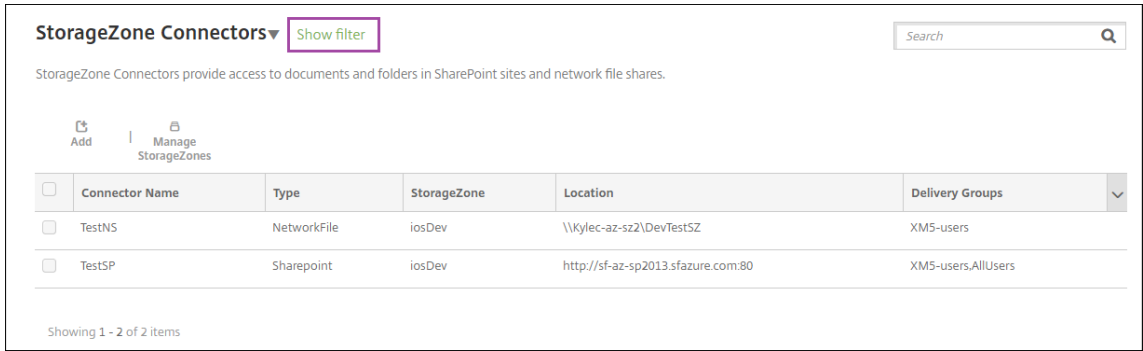 StorageZone Connectors▾ Show filter
Search
StorageZone Connectors provide access to documents and folders in SharePoint sites and network file shares.
Add | Manage
StorageZones
Connector Name Type StorageZone Location Delivery Groups
TestNS NetworkFile iosDev \\Kylec-az-sz2\DevTestSZ XM5-users
TestSP Sharepoint iosDev http://sf-az-sp2013.sfazure.com:80 XM5-users,AllUsers
Showing 1 - 2 of 2 items